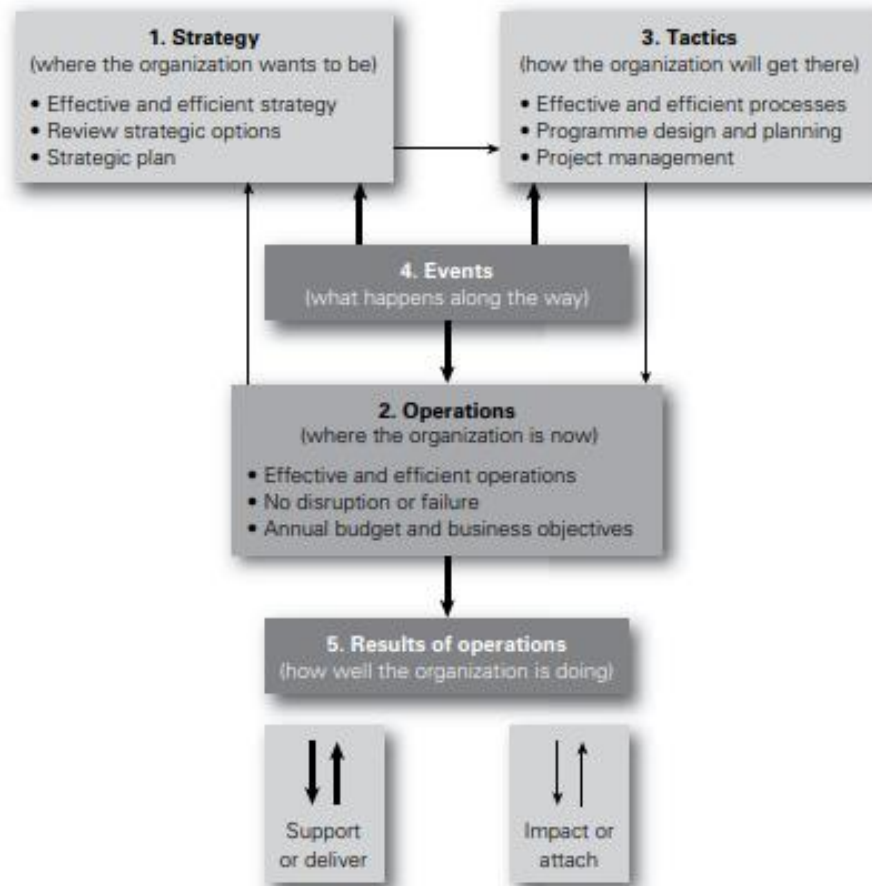 1. Strategy
(where the organization wants to be)
• Effective and efficient strategy
• Review strategic options
• Strategic plan
3. Tactics
(how the organization will get there)
• Effective and efficient processes
• Programme design and planning
• Project management
4. Events
(what happens along the way)
2. Operations
(where the organization is now)
• Effective and efficient operations
• No disruption or failure
• Annual budget and business objectives
5. Results of operations
(how well the organization is doing)
Support
or deliver
Impact or
attach